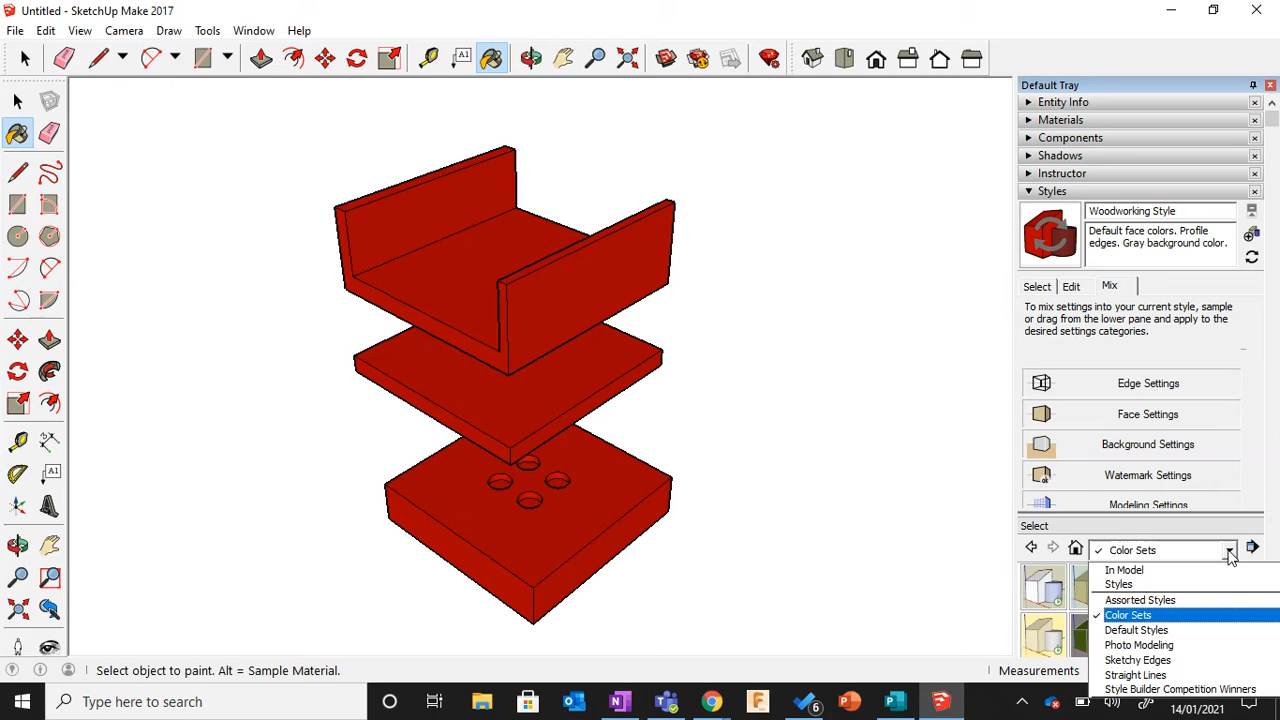 Untitled - SketchUp Make 2017
File Edit View Camera Draw Tools Window Help
A1
Default Tray
Entity Info
Materials
Components
Shadows
Instructor
Styles
Woodworking Style
Default face colors. Profile
edges. Gray background color.
Select Edit Mix
To mix settings into your current style, sample
or drag from the lower pane and apply to the
desired settings categories.
Edge Settings
Face Settings
Background Settings
Watermark Settings
Modeling Settings
Select
Color Sets
In Model
Styles
Assorted Styles
Color Sets
Default Styles
Photo Modeling
Sketchy Edges
Straight Lines
Style Builder Competition Winners
A1
Select object to paint. Alt = Sample Material.
Measurements
Type here to search
6
14/01/2021